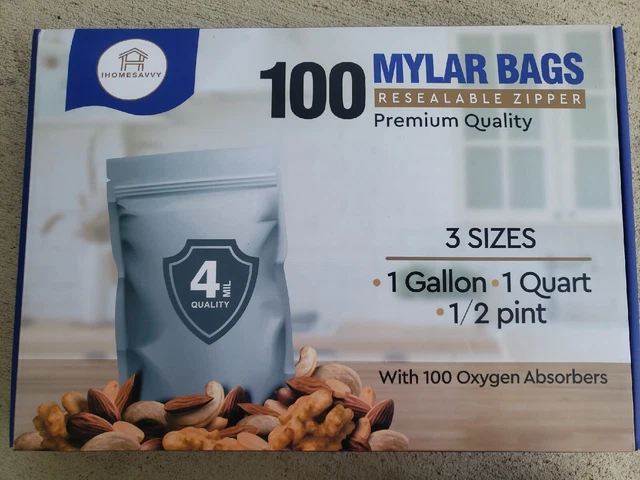 IHOMESAVVY
100
MYLAR BAGS
RESEALABLE ZIPPER
Premium Quality
4 MIL
QUALITY
3 SIZES
• 1 Gallon • 1 Quart
• 1/2 pint
With 100 Oxygen Absorbers